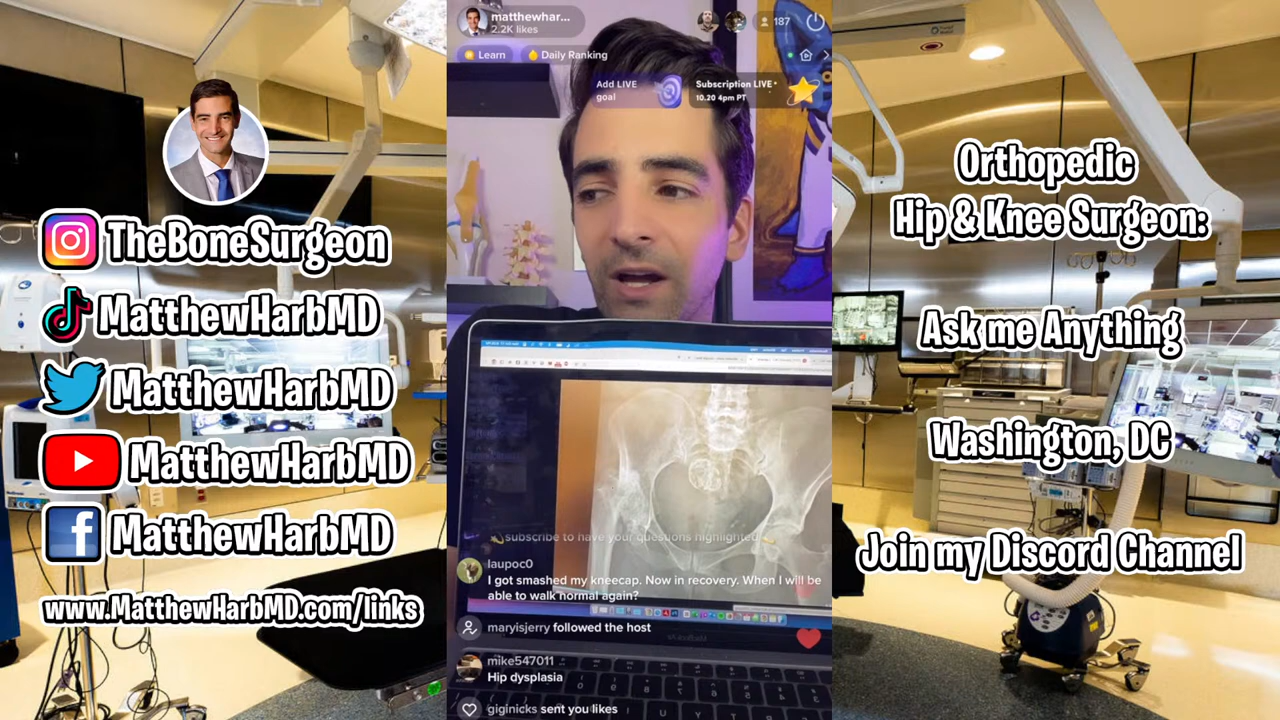 TheBoneSurgeon
MatthewHarbMD
MatthewHarbMD
MatthewHarbMD
MatthewHarbMD
www.MatthewHarbMD.com/links
matthewhar...
2.2K likes
187
Learn
Daily Ranking
Add LIVE
goal
Subscription LIVE
10.20 4pm PT
subscribe to have your questions highlighted
laupoc0
I got smashed my kneecap. Now in recovery. When I will be
able to walk normal again?
maryisjerry followed the host
mike547011
Hip dysplasia
giginicks sent you likes
Orthopedic
Hip & Knee Surgeon:
Ask me Anything
Washington, DC
Join my Discord Channel